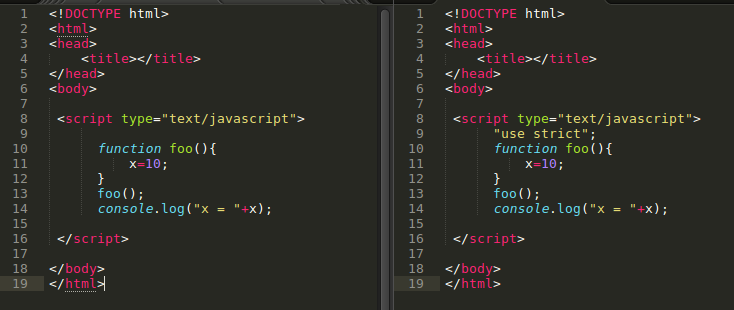 1 <!DOCTYPE html>
2 <html>
3 <head>
4     <title></title>
5 </head>
6 <body>
7
8  <script type="text/javascript">
9
10       function foo(){
11           x=10;
12       }
13       foo();
14       console.log("x = "+x);
15
16  </script>
17
18 </body>
19 </html>
1 <!DOCTYPE html>
2 <html>
3 <head>
4     <title></title>
5 </head>
6 <body>
7
8  <script type="text/javascript">
9       "use strict";
10       function foo(){
11           x=10;
12       }
13       foo();
14       console.log("x = "+x);
15
16  </script>
17
18 </body>
19 </html>